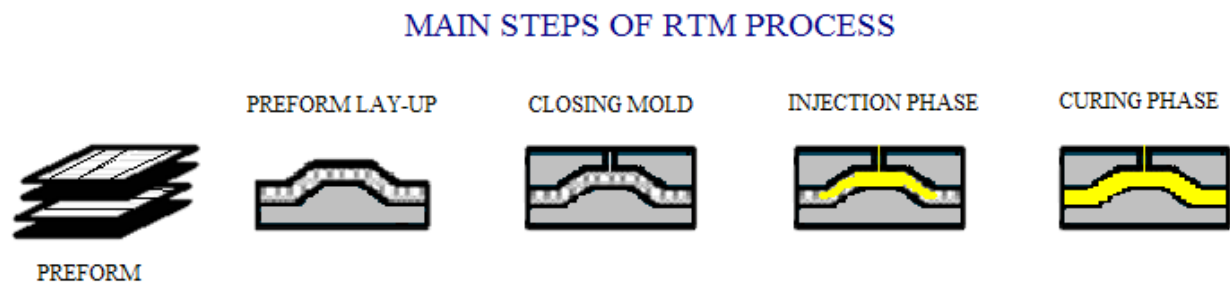 MAIN STEPS OF RTM PROCESS
PREFORM LAY-UP
CLOSING MOLD
INJECTION PHASE
CURING PHASE
PREFORM